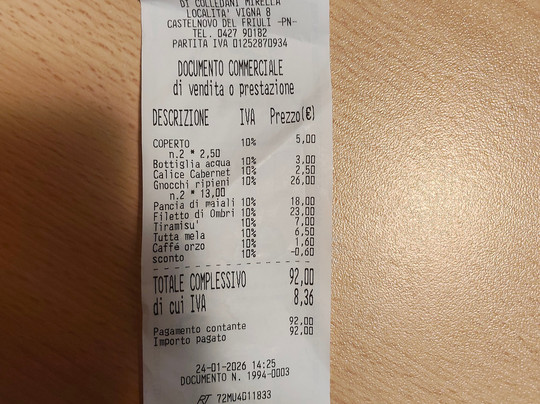 DI COLLEDANI MIRELLA
LOCALITA' VIGNA 8
CASTELNOVO DEL FRIULI -PN-
TEL. 0427 90182
PARTITA IVA 01252870934
DOCUMENTO COMMERCIALE
di vendita o prestazione
DESCRIZIONE IVA Prezzo(€)
COPERTO 10% 5,00
n.2 * 2,50
Bottiglia acqua 10% 3,00
Calice Cabernet 10% 2,50
Gnocchi ripieni 10% 26,00
n.2 * 13,00
Pancia di maiali 10% 18,00
Filetto di Ombri 10% 23,00
Tiramisu' 10% 7,00
Tutta mela 10% 6,50
Caffé orzo 10% 1,60
sconto 10% -0,60
TOTALE COMPLESSIVO 92,00
di cui IVA 8,36
Pagamento contante 92,00
Importo pagato 92,00
24-01-2026 14:25
DOCUMENTO N. 1994-0003
RT 72MU4011833